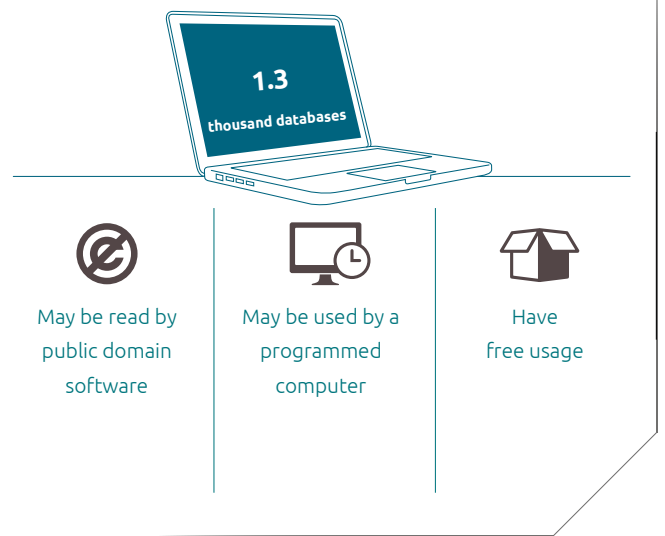 1.3
thousand databases
May be read by
public domain
software
May be used by a
programmed
computer
Have
free usage